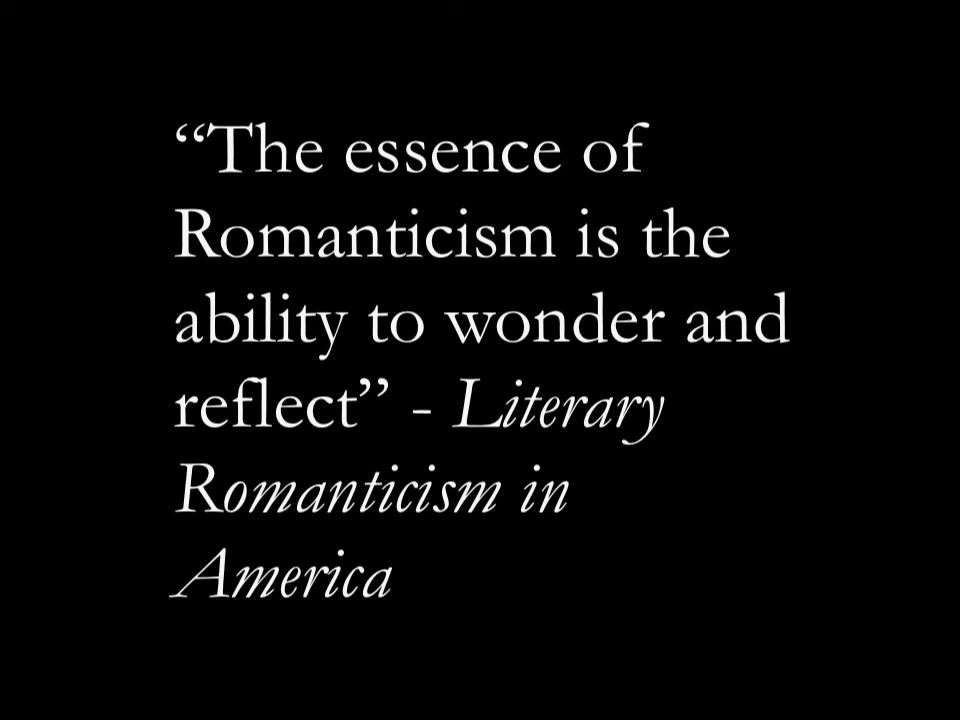 “The essence of
Romanticism is the
ability to wonder and
reflect” - Literary
Romanticism in
America